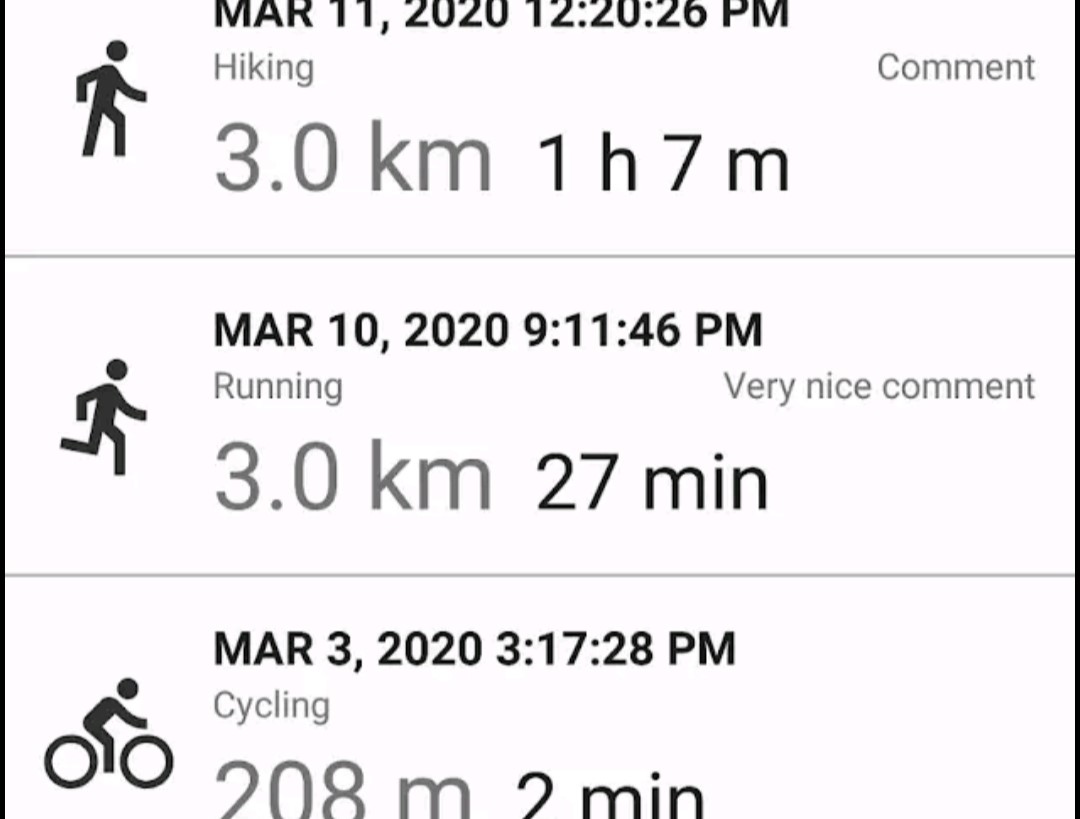 MAR 11, 2020 12:20:26 PM
Hiking Comment
3.0 km 1 h 7 m
MAR 10, 2020 9:11:46 PM
Running Very nice comment
3.0 km 27 min
MAR 3, 2020 3:17:28 PM
Cycling
208 m 2 min